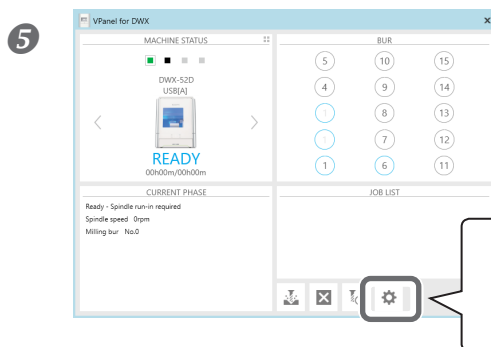 5
VPanel for DWX
MACHINE STATUS
DWX-52D
USB[A]
READY
00h00m/00h00m
BUR
5 10 15
4 9 14
8 13
7 12
1 6 11
CURRENT PHASE
Ready - Spindle run-in required
Spindle speed 0rpm
Milling bur No.0
JOB LIST